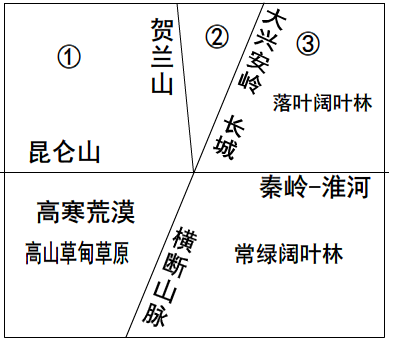 ①
贺兰山
②
大兴安岭 长城
③
落叶阔叶林
昆仑山
秦岭-淮河
高寒荒漠
高山草甸草原
横断山脉
常绿阔叶林